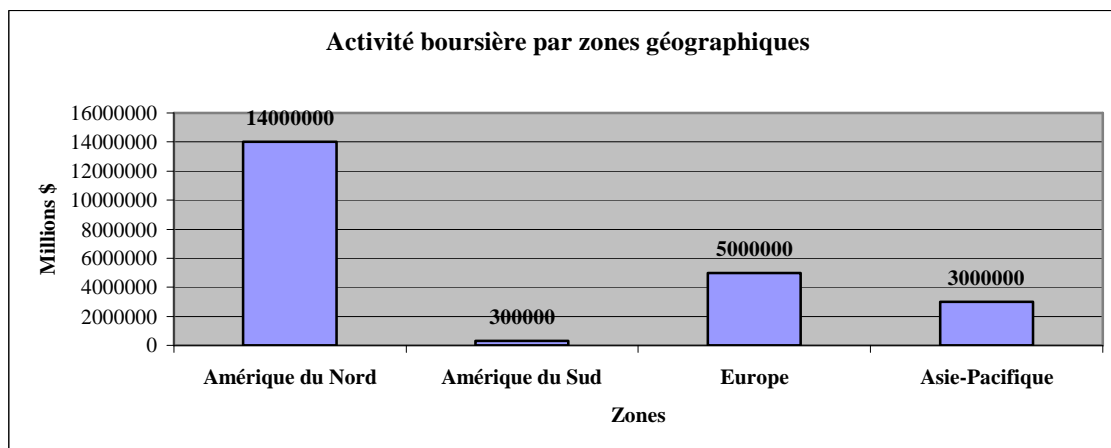 Activité boursière par zones géographiques
Millions $
16000000
14000000
12000000
10000000
8000000
6000000
4000000
2000000
0
14000000
300000
5000000
3000000
Amérique du Nord
Amérique du Sud
Europe
Asie-Pacifique
Zones